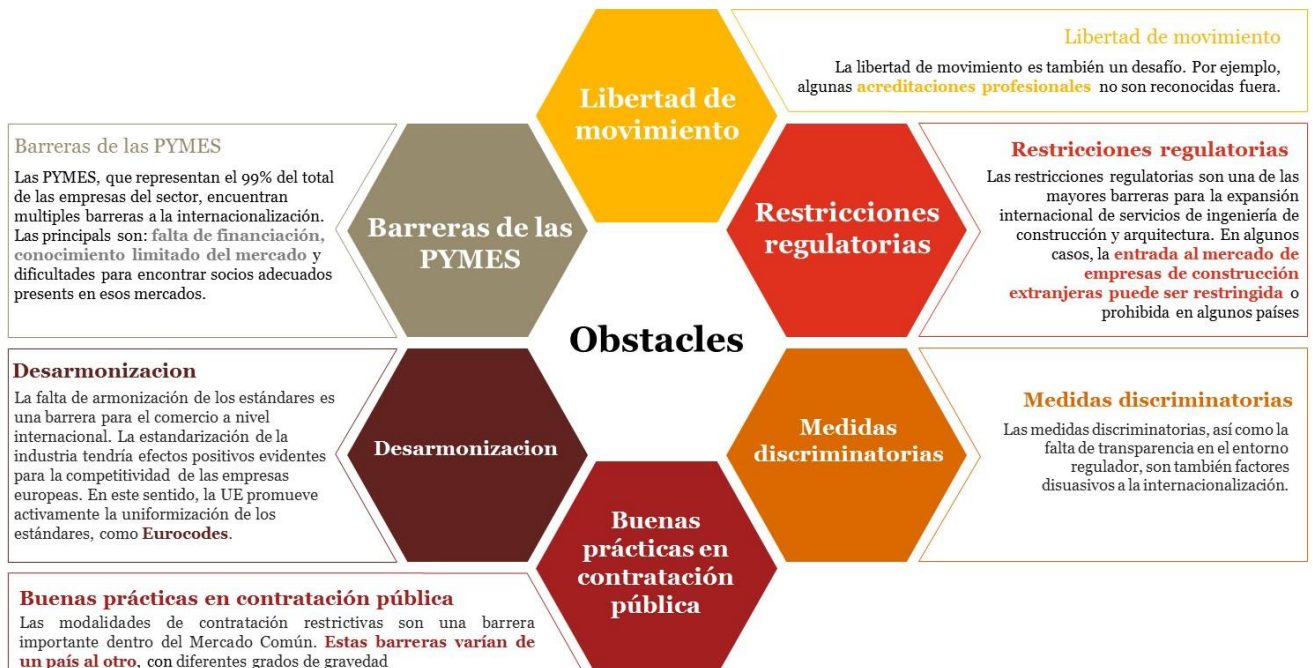 Libertad de
movimiento
Libertad de movimiento
La libertad de movimiento es también un desafío. Por ejemplo,
algunas acreditaciones profesionales no son reconocidas fuera.
Barreras de las PYMES
Las PYMES, que representan el 99% del total
de las empresas del sector, encuentran
multiples barreras a la internacionalización.
Las principals son: falta de financiación,
conocimiento limitado del mercado y
dificultades para encontrar socios adecuados
presents en esos mercados.
Barreras de las
PYMES
Restricciones
regulatorias
Restricciones regulatorias
Las restricciones regulatorias son una de las
mayores barreras para la expansión
internacional de servicios de ingeniería de
construcción y arquitectura. En algunos
casos, la entrada al mercado de
empresas de construcción
extranjeras puede ser restringida o
prohibida en algunos países
Obstacles
Desarmonizacion
La falta de armonización de los estándares es
una barrera para el comercio a nivel
internacional. La estandarización de la
industria tendría efectos positivos evidentes
para la competitividad de las empresas
europeas. En este sentido, la UE promueve
activamente la uniformización de los
estándares, como Eurocodes.
Desarmonizacion
Medidas
discriminatorias
Medidas discriminatorias
Las medidas discriminatorias, así como la
falta de transparencia en el entorno
regulador, son también factores
disuasivos a la internacionalización.
Buenas
prácticas en
contratación
pública
Buenas prácticas en contratación pública
Las modalidades de contratación restrictivas son una barrera
importante dentro del Mercado Común. Estas barreras varían de
un país al otro, con diferentes grados de gravedad